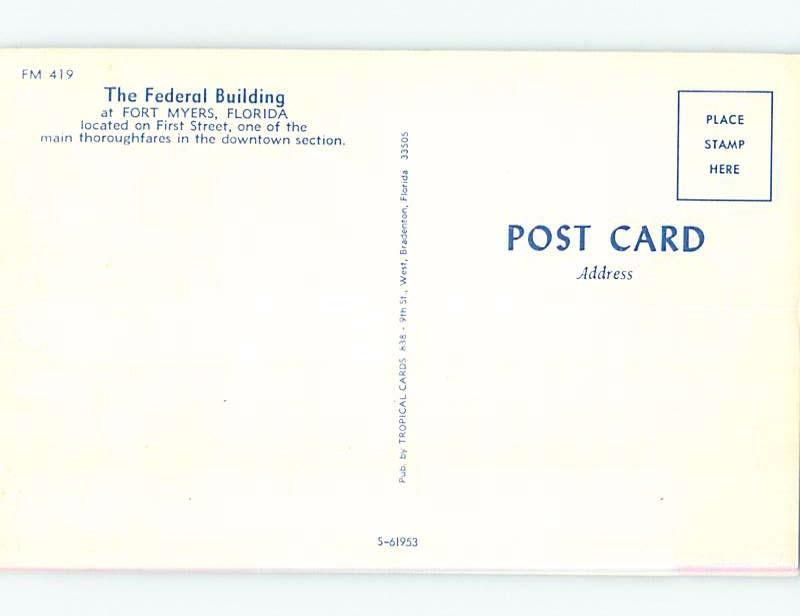 FM 419
The Federal Building
at FORT MYERS, FLORIDA
located on First Street, one of the
main thoroughfares in the downtown section.
Pub. by TROPICAL CARDS 838 - 9th St., West, Bradenton, Florida 33505
PLACE
STAMP
HERE
POST CARD
Address
S-61953